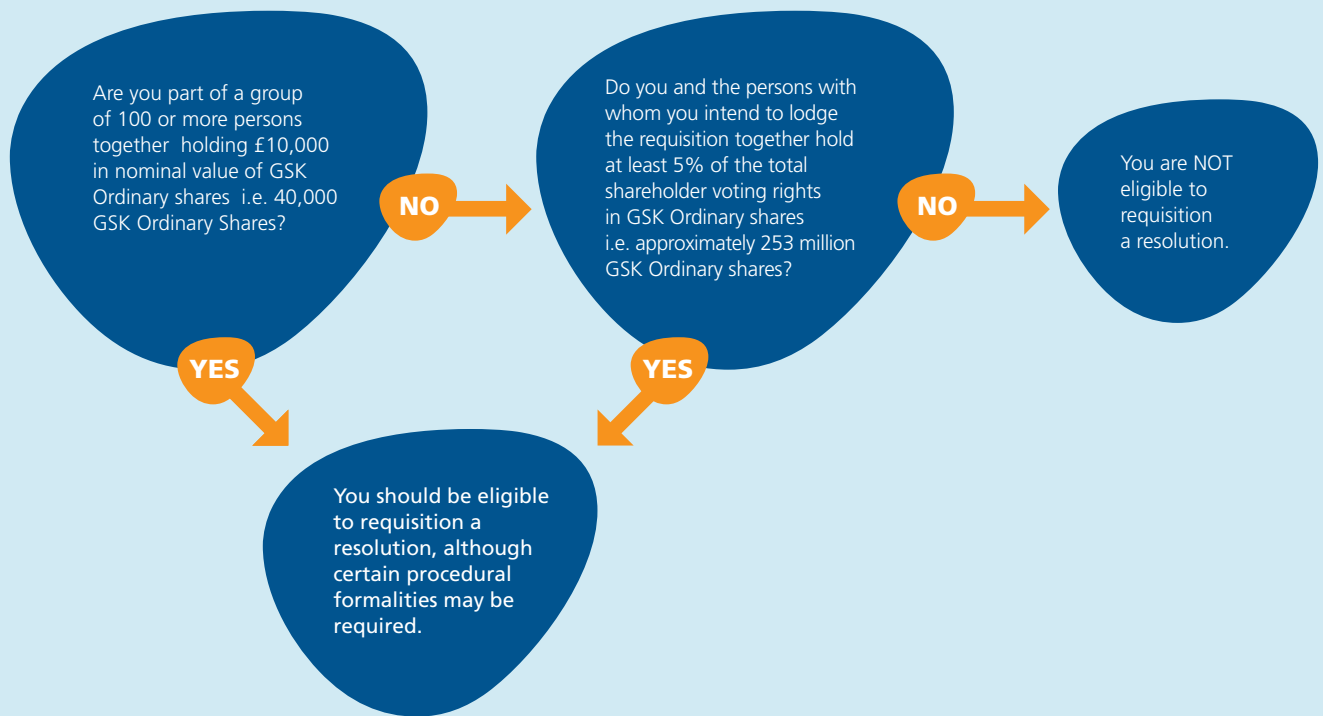 Are you part of a group
of 100 or more persons
together  holding £10,000
in nominal value of GSK
Ordinary shares  i.e. 40,000
GSK Ordinary Shares?
NO
YES
Do you and the persons with
whom you intend to lodge
the requisition together hold
at least 5% of the total
shareholder voting rights
in GSK Ordinary shares
i.e. approximately 253 million
GSK Ordinary shares?
NO
YES
You are NOT
eligible to
requisition
a resolution.
You should be eligible
to requisition a
resolution, although
certain procedural
formalities may be
required.